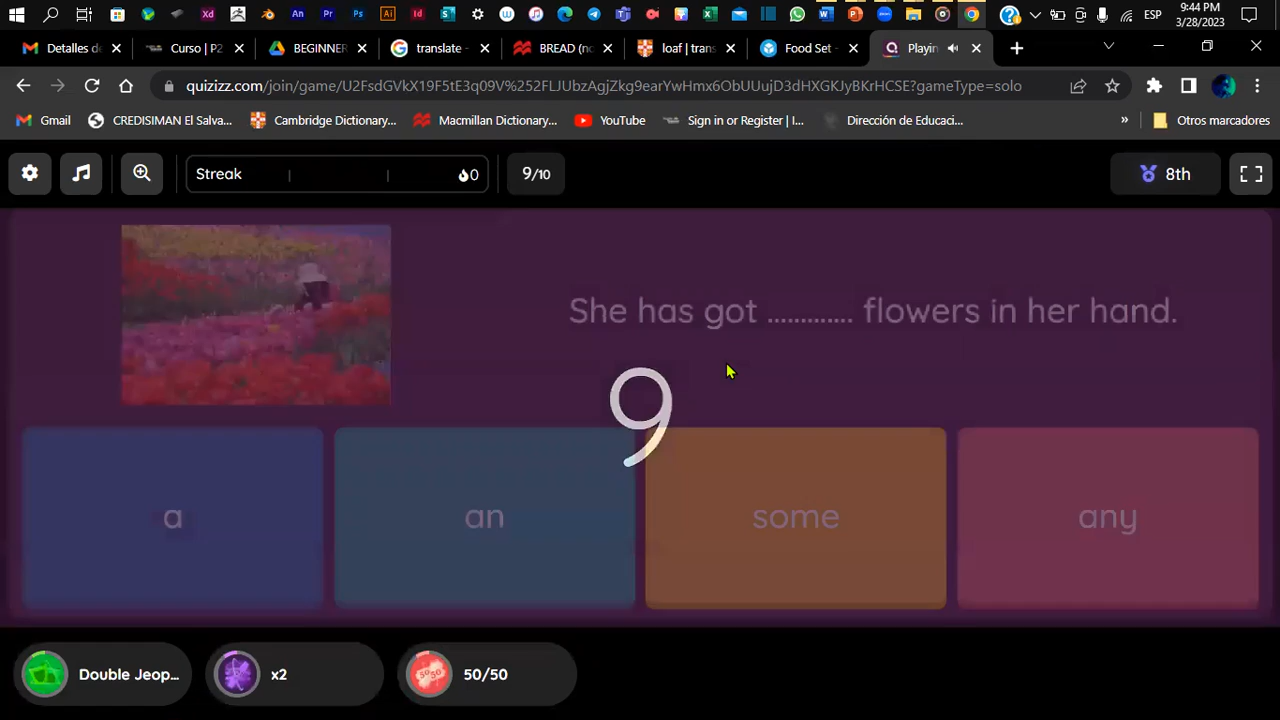 9:44 PM
ESP
3/28/2023
Detalles de
Curso | P2
BEGINNER
translate -
BREAD (no
loaf | trans
Food Set -
Playin
quizizz.com/join/game/U2FsdGVkX19F5tE3q09V%252FLJUbzAgjZkg9earYwHmx6ObUUujD3dHXGKJyBKrHCSE?gameType=solo
Gmail
CREDISIMAN El Salva...
Cambridge Dictionary...
Macmillan Dictionary...
YouTube
Sign in or Register | I...
Dirección de Educaci...
»
Otros marcadores
Streak
0
9/10
8th
She has got ............. flowers in her hand.
9
a
an
some
any
Double Jeop...
x2
50/50